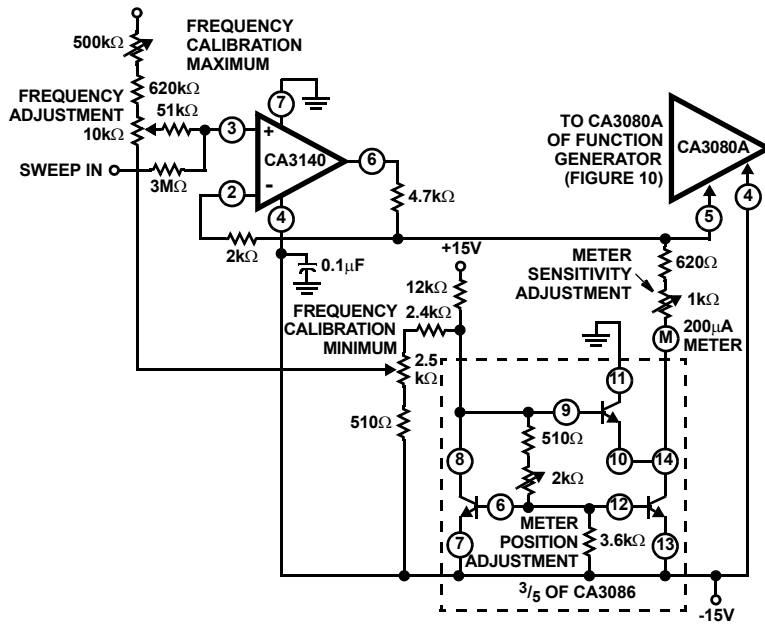 500kΩ
FREQUENCY
CALIBRATION
MAXIMUM
620kΩ
FREQUENCY
ADJUSTMENT
10kΩ
51kΩ
SWEEP IN
3MΩ
7
3
+
CA3140
6
2
-
4
4.7kΩ
2kΩ
0.1µF
TO CA3080A
OF FUNCTION
GENERATOR
(FIGURE 10)
CA3080A
5
4
+15V
12kΩ
2.4kΩ
FREQUENCY
CALIBRATION
MINIMUM
2.5
kΩ
510Ω
METER
SENSITIVITY
ADJUSTMENT
620Ω
1kΩ
M
200µA
METER
11
9
510Ω
10
14
8
2kΩ
6
12
METER
POSITION
ADJUSTMENT
3.6kΩ
7
13
3/5 OF CA3086
-15V